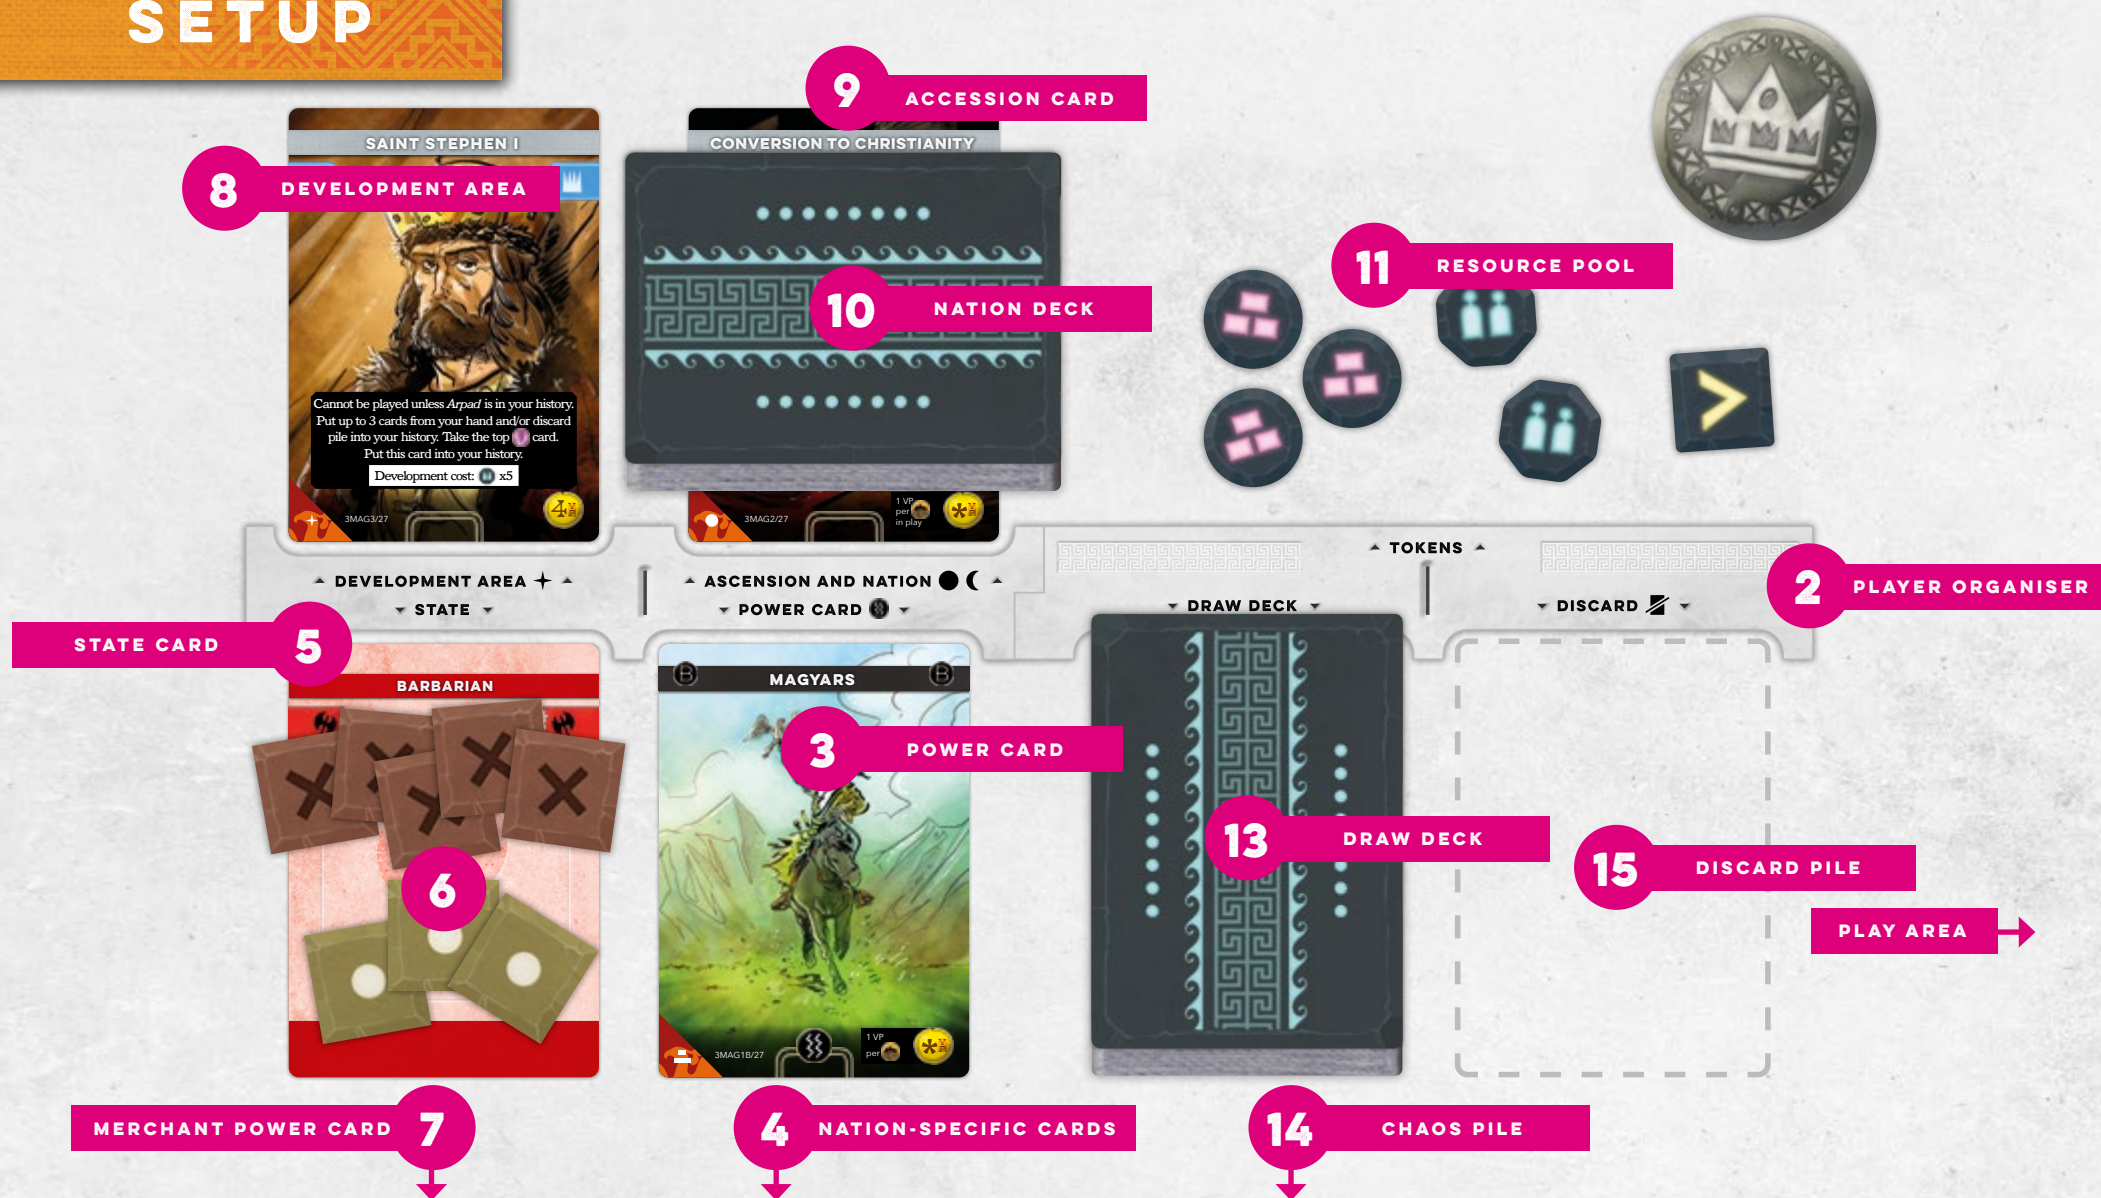 SETUP
9 ACCESSION CARD
SAINT STEPHEN I
CONVERSION TO CHRISTIANITY
8 DEVELOPMENT AREA
11 RESOURCE POOL
10 NATION DECK
Cannot be played unless Arpad is in your history.
Put up to 3 cards from your hand and/or discard
pile into your history. Take the top card.
Put this card into your history.
Development cost: x5
3MAG3/27
4 VP
3MAG2/27
1 VP
per
in play
* VP
TOKENS
DEVELOPMENT AREA
ASCENSION AND NATION
2 PLAYER ORGANISER
STATE
POWER CARD
DRAW DECK
DISCARD
STATE CARD 5
BARBARIAN
B MAGYARS B
3 POWER CARD
13 DRAW DECK
15 DISCARD PILE
6
PLAY AREA
3MAG1B/27
1 VP
per
* VP
MERCHANT POWER CARD 7
4 NATION-SPECIFIC CARDS
14 CHAOS PILE